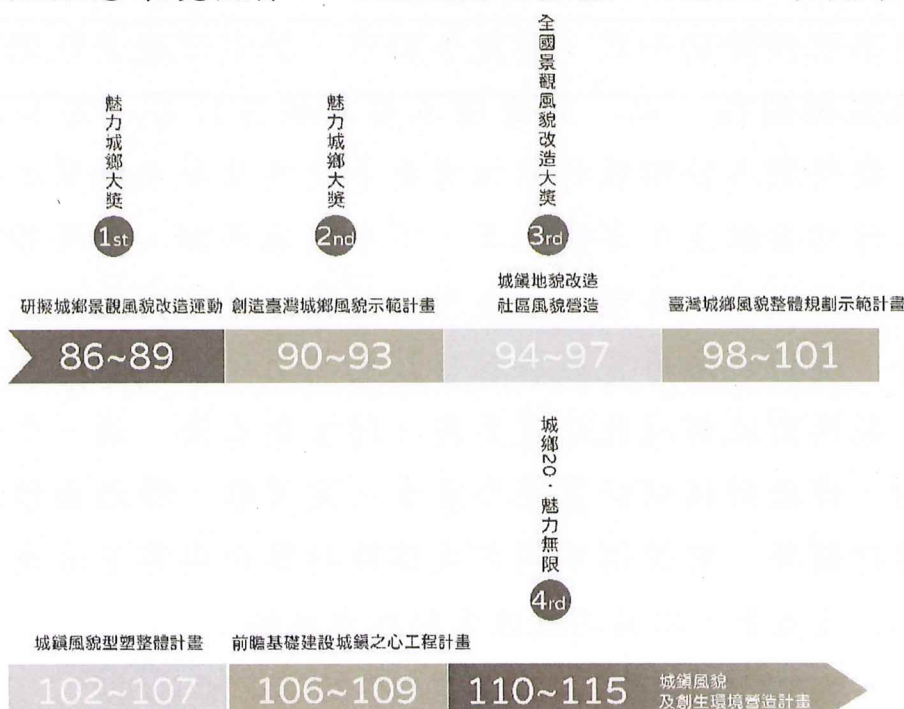 魅力城鄉大獎
1st
魅力城鄉大獎
2nd
全國景觀風貌改造大獎
3rd
研擬城鄉景觀風貌改造運動
創造臺灣城鄉風貌示範計畫
城鎮地貌改造
社區風貌營造
臺灣城鄉風貌整體規劃示範計畫
86~89
90~93
94~97
98~101
城鄉20·魅力無限
4rd
城鎮風貌型塑整體計畫
前瞻基礎建設城鎮之心工程計畫
102~107
106~109
110~115
城鎮風貌
及創生環境營造計畫